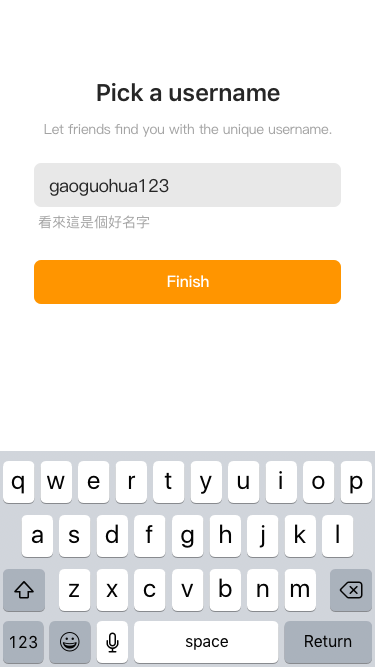 Pick a username
Let friends find you with the unique username.
gaoguohua123
看來這是個好名字
Finish
q w e r t y u i o p
a s d f g h j k l
z x c v b n m
123 space Return